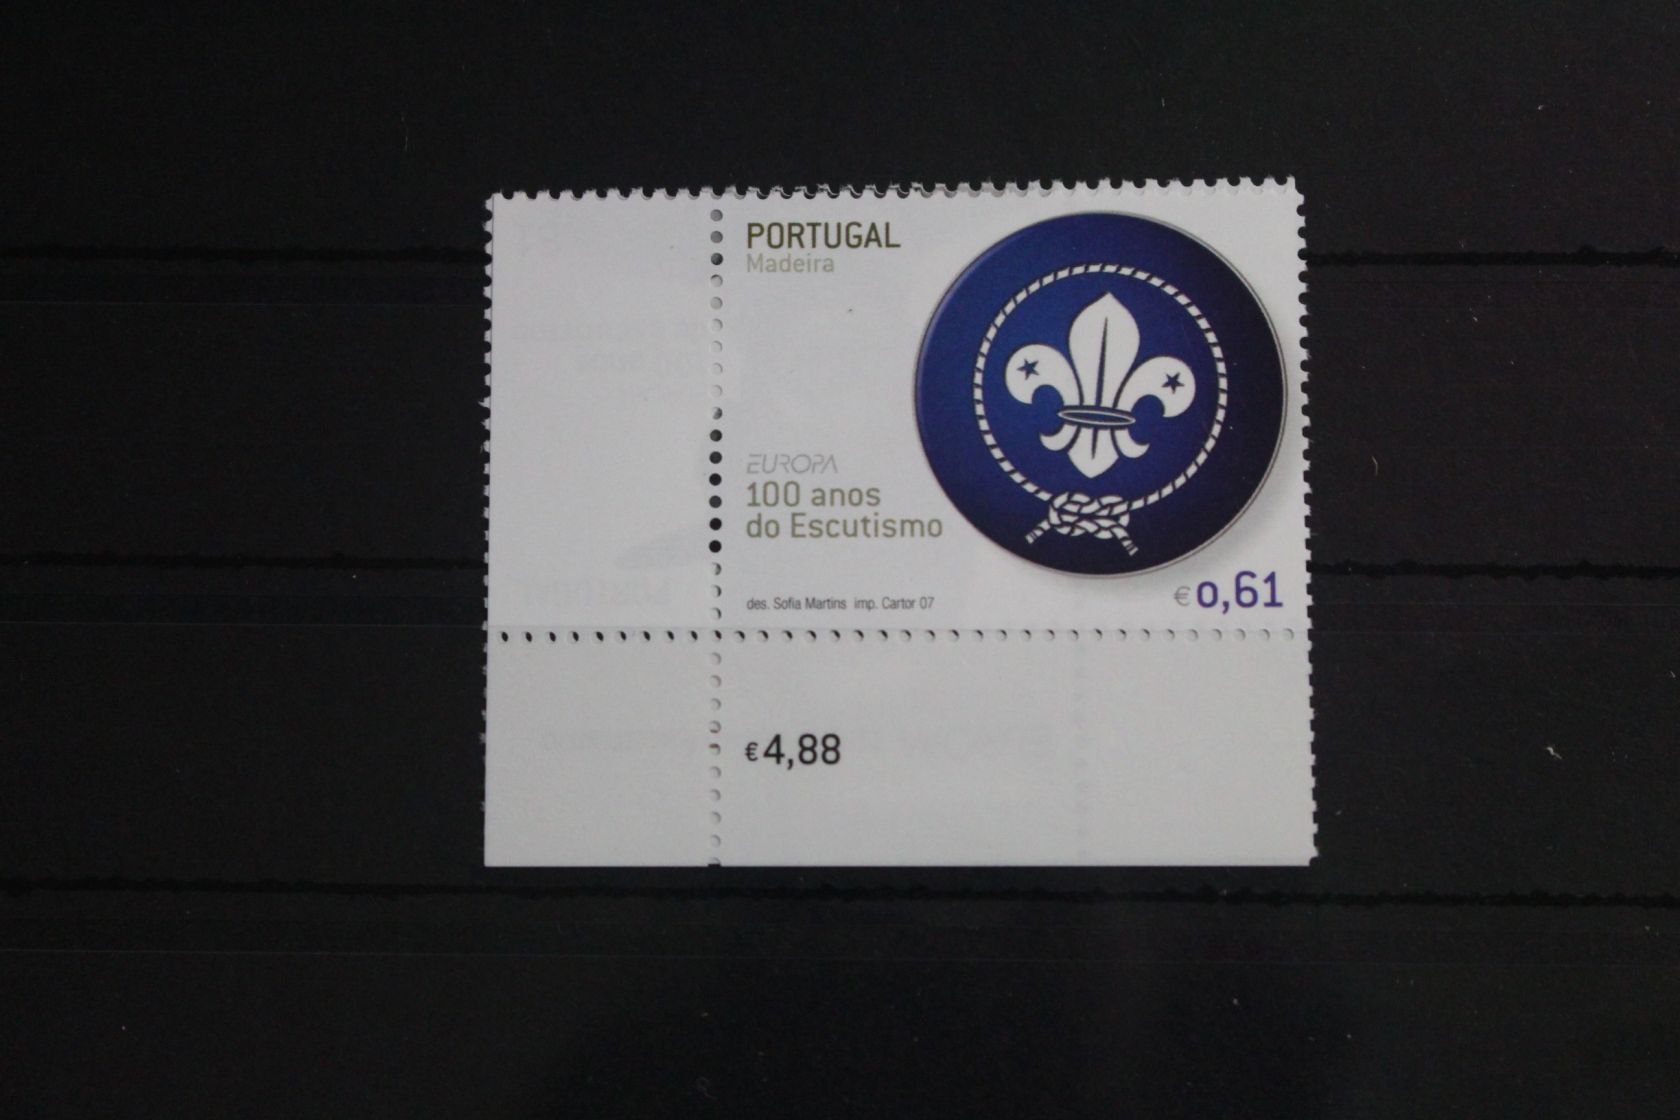 PORTUGAL
Madeira
EUROPA
100 anos
do Escutismo
des. Sofia Martins imp. Cartor 07
€0,61
€4,88